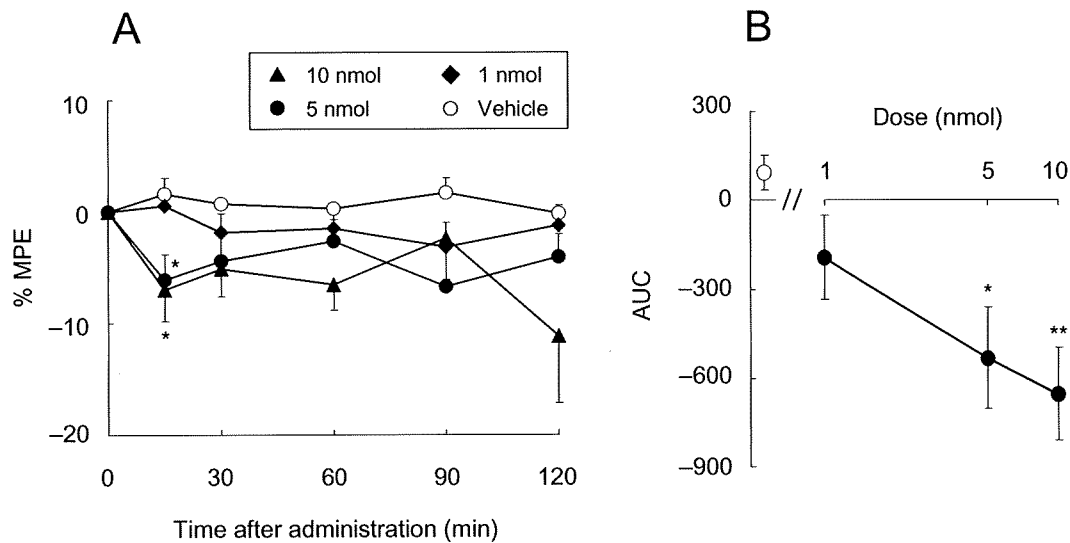 A
▲ 10 nmol ◆ 1 nmol
● 5 nmol ○ Vehicle
10
0
–10
–20
% MPE
*
*
0 30 60 90 120
Time after administration (min)
B
Dose (nmol)
1 5 10
300
0
–300
–600
–900
AUC
//
*
**